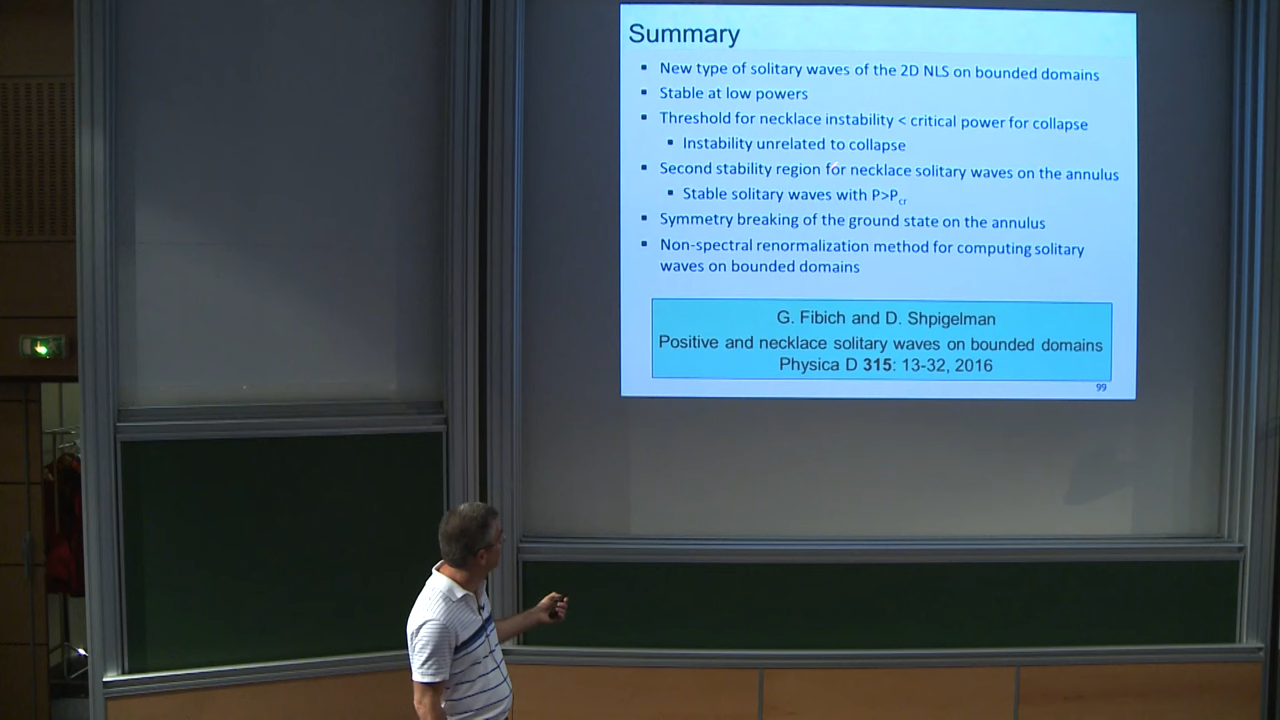 Summary
▪ New type of solitary waves of the 2D NLS on bounded domains
▪ Stable at low powers
▪ Threshold for necklace instability < critical power for collapse
▪ Instability unrelated to collapse
▪ Second stability region for necklace solitary waves on the annulus
▪ Stable solitary waves with P>Pcr
▪ Symmetry breaking of the ground state on the annulus
▪ Non-spectral renormalization method for computing solitary
waves on bounded domains
G. Fibich and D. Shpigelman
Positive and necklace solitary waves on bounded domains
Physica D 315: 13-32, 2016
99